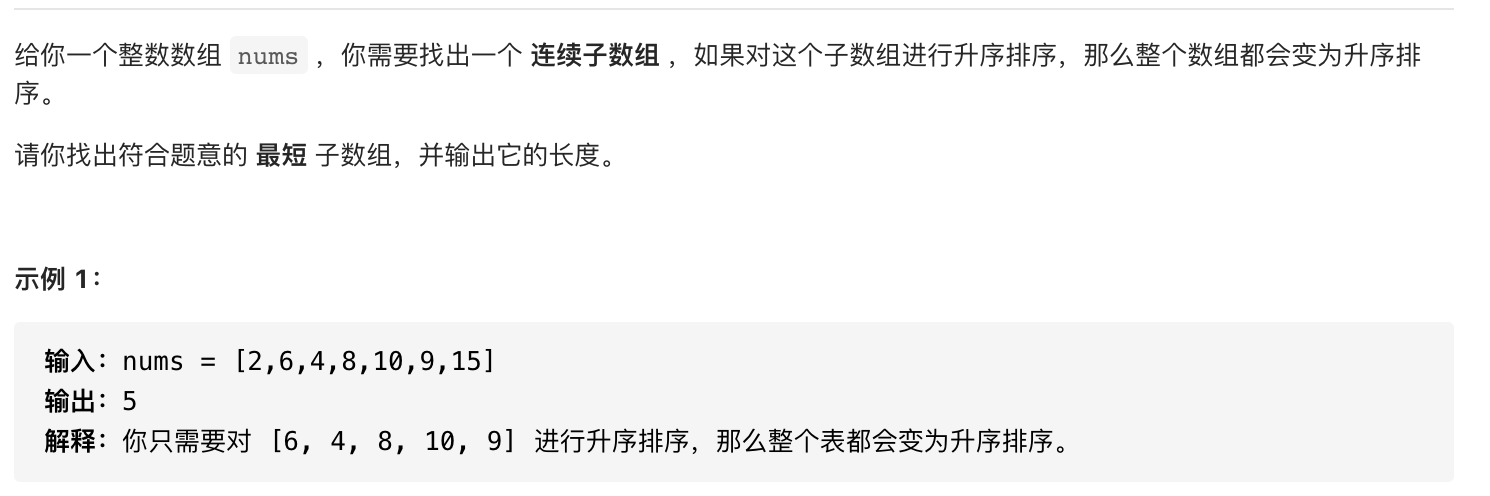 给你一个整数数组 nums ，你需要找出一个 连续子数组 ，如果对这个子数组进行升序排序，那么整个数组都会变为升序排
序。
请你找出符合题意的 最短 子数组，并输出它的长度。
示例 1：
输入：nums = [2,6,4,8,10,9,15]
输出：5
解释：你只需要对 [6, 4, 8, 10, 9] 进行升序排序，那么整个表都会变为升序排序。